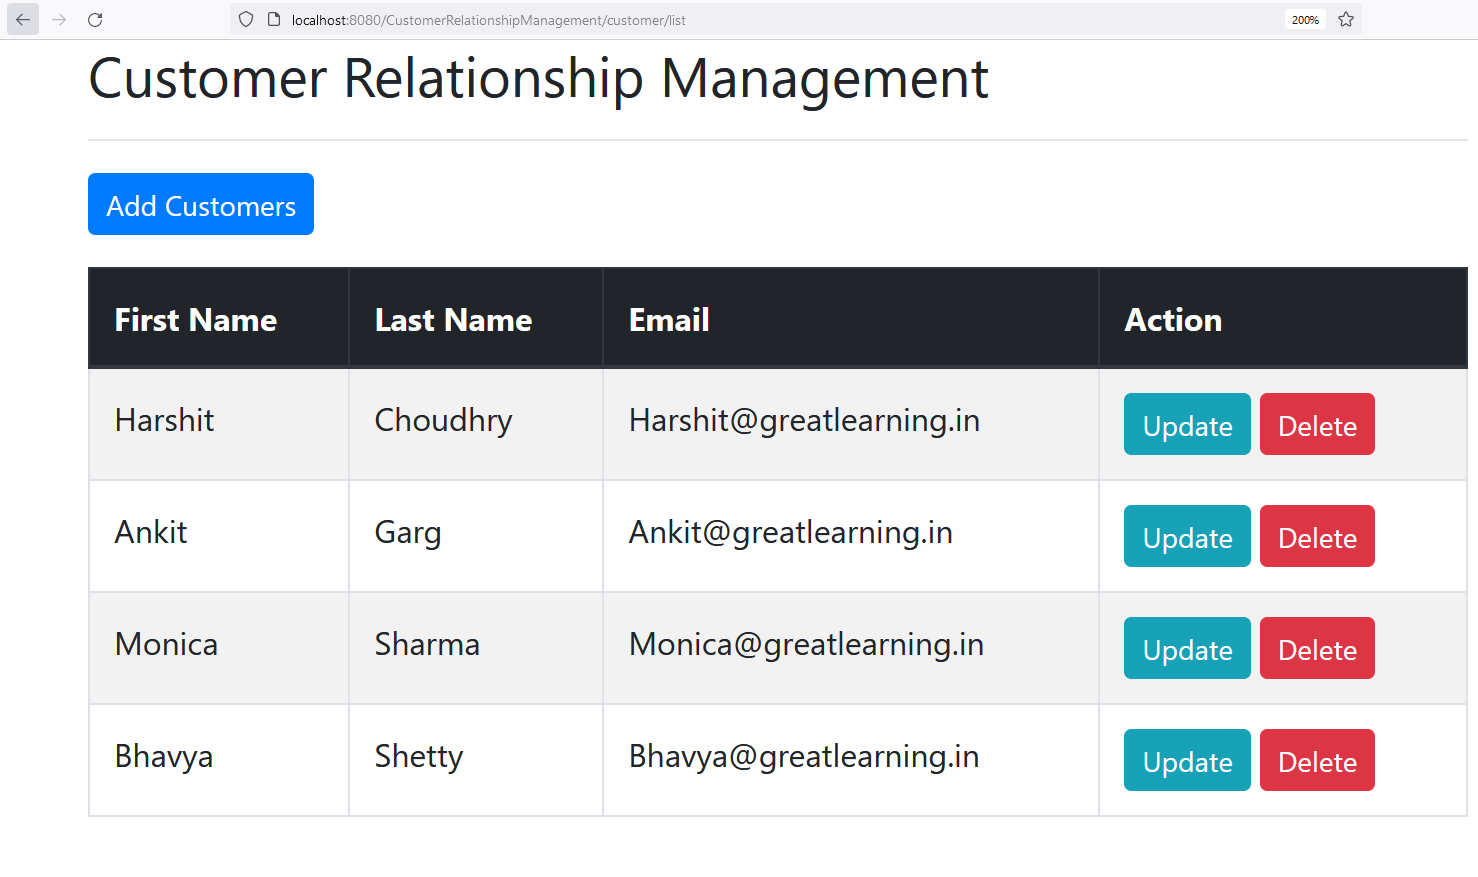 localhost:8080/CustomerRelationshipManagement/customer/list 200%
Customer Relationship Management
Add Customers
First Name Last Name Email Action
Harshit Choudhry Harshit@greatlearning.in Update Delete
Ankit Garg Ankit@greatlearning.in Update Delete
Monica Sharma Monica@greatlearning.in Update Delete
Bhavya Shetty Bhavya@greatlearning.in Update Delete